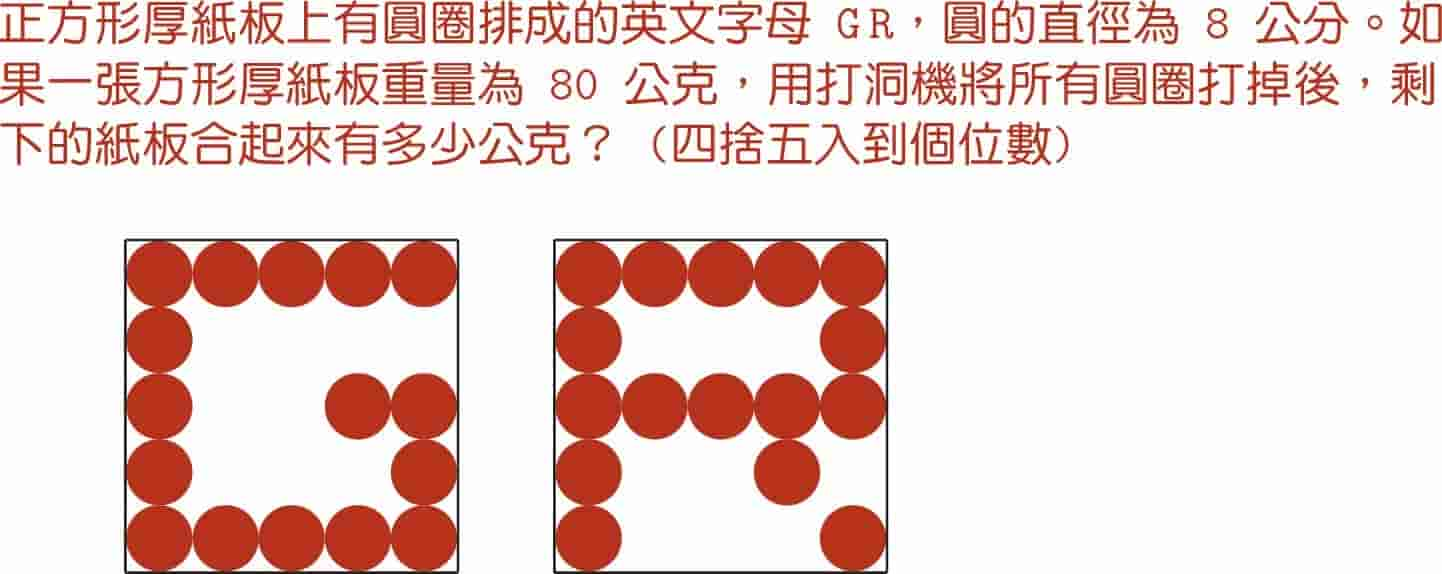 正方形厚紙板上有圓圈排成的英文字母 GR，圓的直徑為 8 公分。如
果一張方形厚紙板重量為 80 公克，用打洞機將所有圓圈打掉後，剩
下的紙板合起來有多少公克？（四捨五入到個位數）